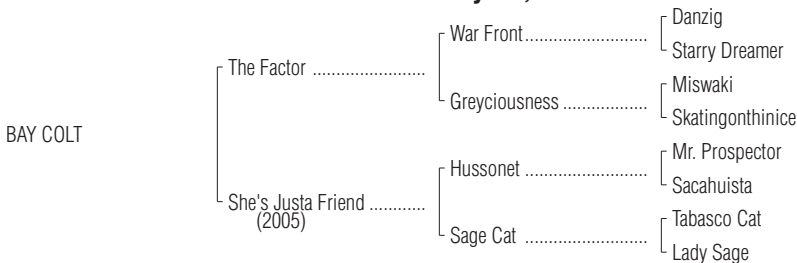 Danzig
War Front
Starry Dreamer
The Factor
Miswaki
Greyciousness
Skatingonthinice
BAY COLT
Mr. Prospector
Hussonet
Sacahuista
She's Justa Friend
(2005)
Tabasco Cat
Sage Cat
Lady Sage